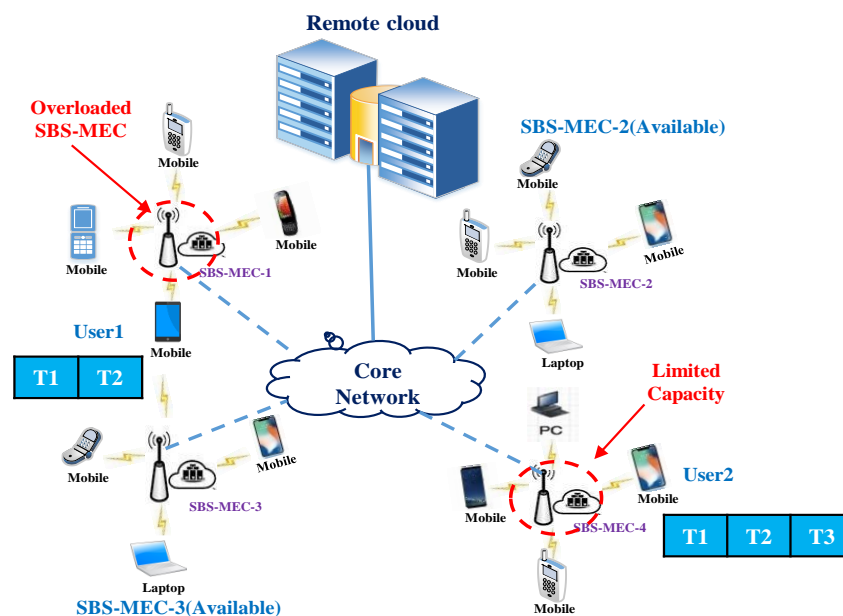 Remote cloud
Overloaded
SBS-MEC
Mobile
SBS-MEC-2(Available)
Mobile
Mobile
Mobile
SBS-MEC-1
Mobile
Mobile
SBS-MEC-2
User1
Mobile
Laptop
T1 T2
Core
Network
Limited
Capacity
PC
Mobile
Mobile
SBS-MEC-3
User2
Mobile
Mobile
SBS-MEC-4
T1 T2 T3
Laptop
SBS-MEC-3(Available)
Mobile